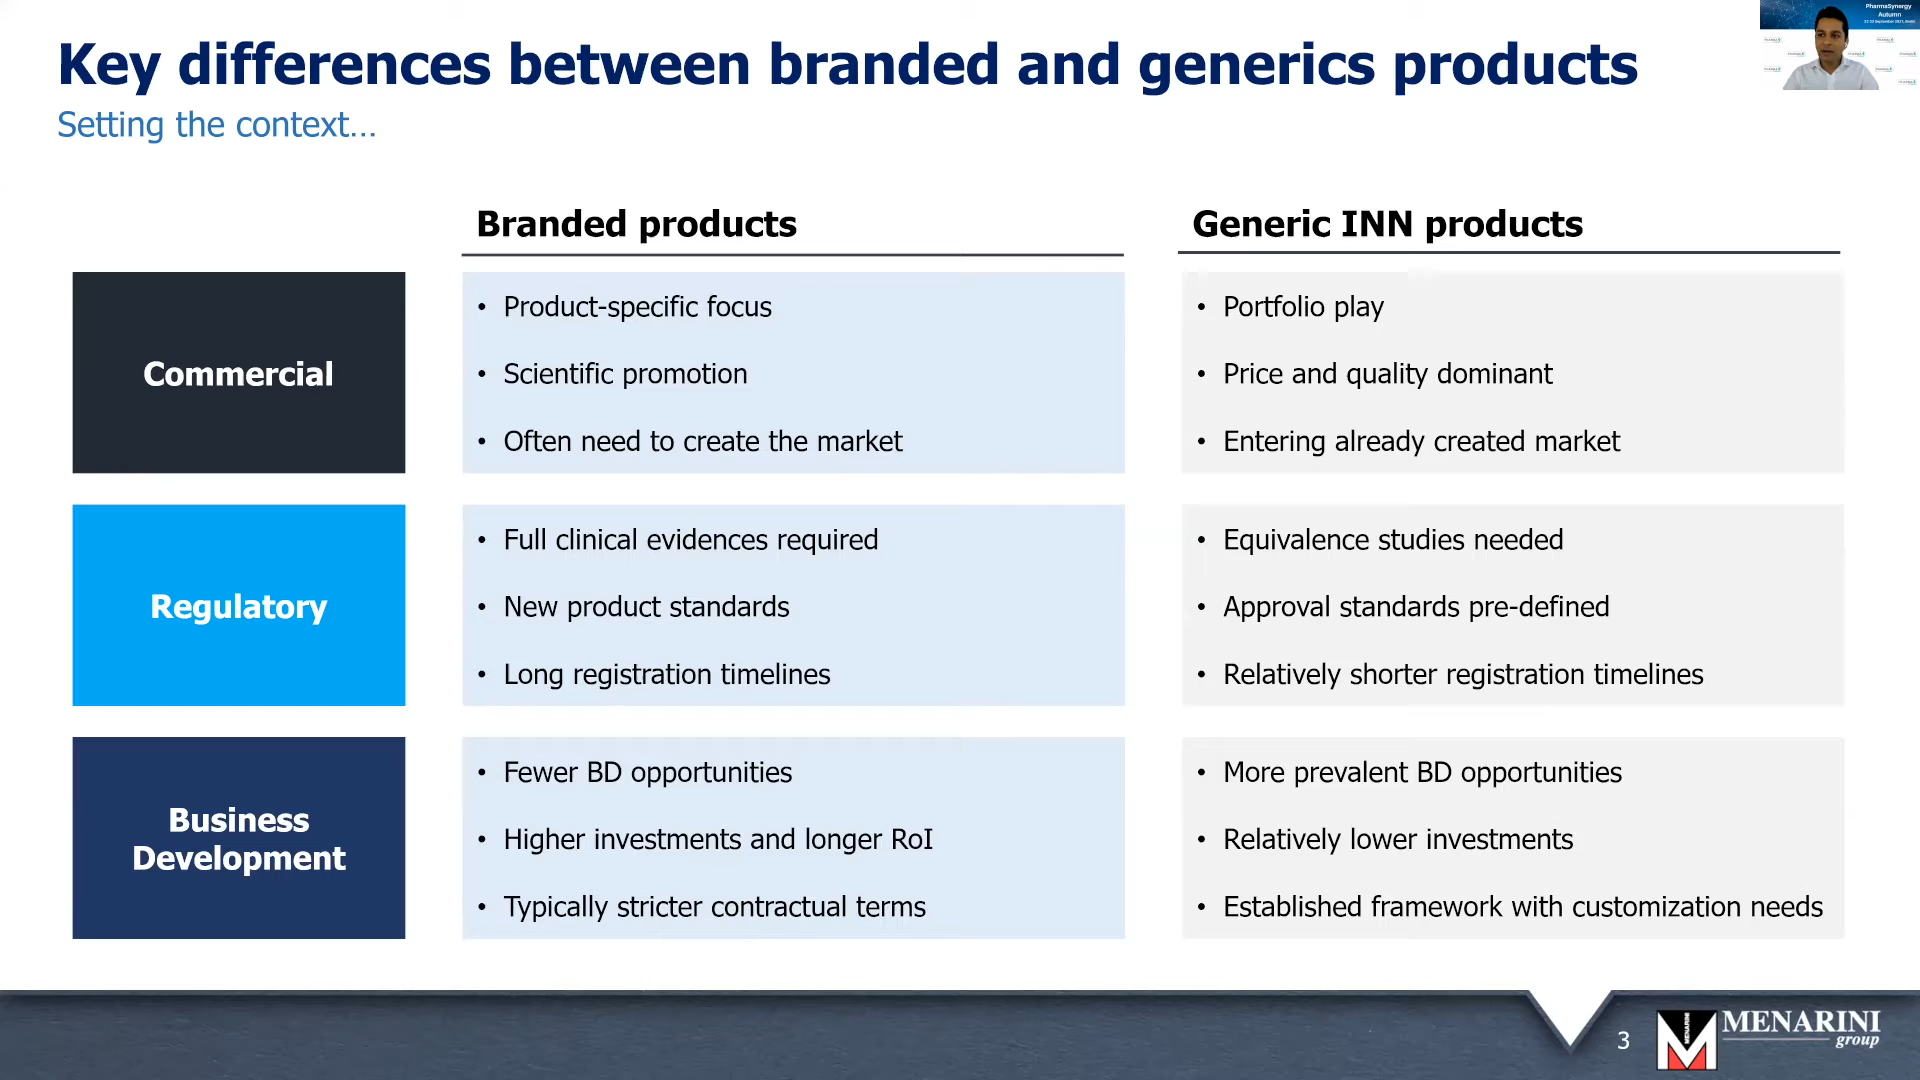 Key differences between branded and generics products
Setting the context...
PharmaSynergy
Autumn
Branded products
Generic INN products
Commercial
• Product-specific focus
• Scientific promotion
• Often need to create the market
• Portfolio play
• Price and quality dominant
• Entering already created market
Regulatory
• Full clinical evidences required
• New product standards
• Long registration timelines
• Equivalence studies needed
• Approval standards pre-defined
• Relatively shorter registration timelines
Business
Development
• Fewer BD opportunities
• Higher investments and longer RoI
• Typically stricter contractual terms
• More prevalent BD opportunities
• Relatively lower investments
• Established framework with customization needs
3
MENARINI
MENARINI
group